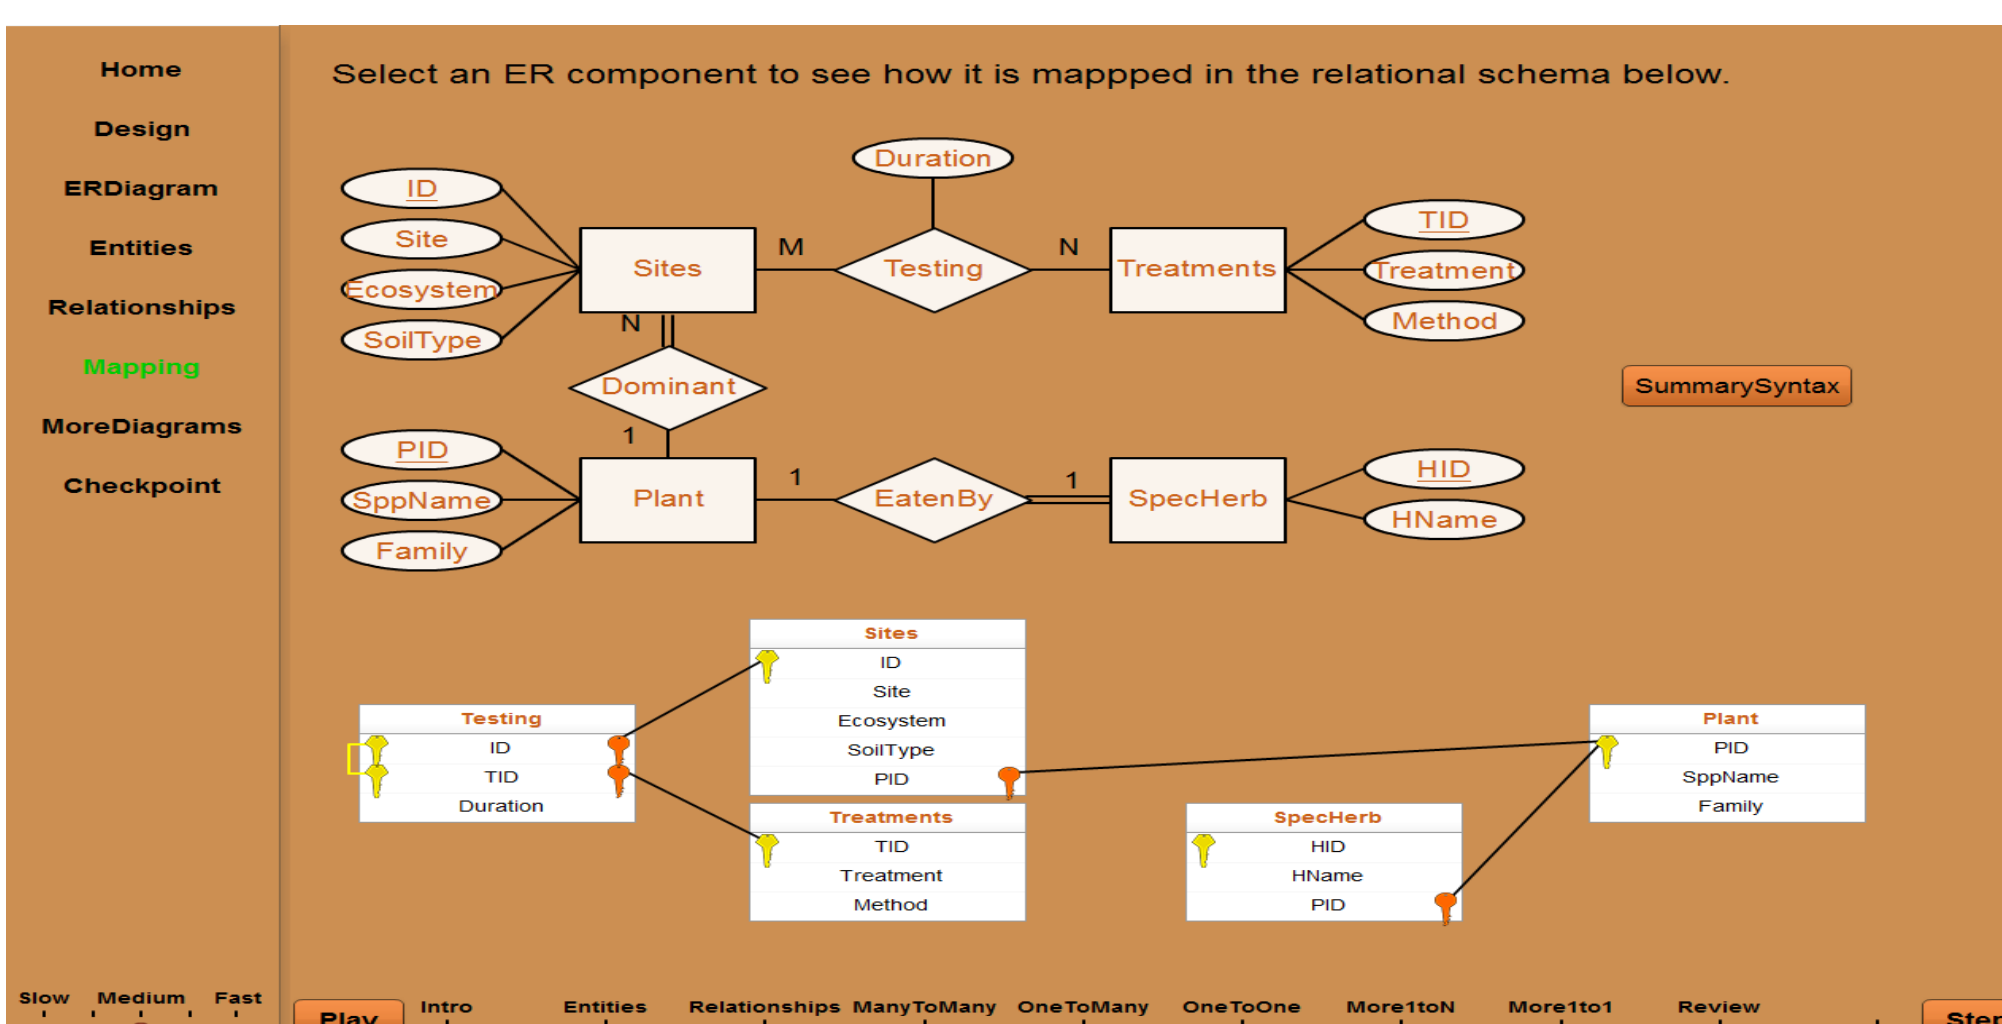 Home
Design
ERDiagram
Entities
Relationships
Mapping
MoreDiagrams
Checkpoint
Slow Medium Fast
Select an ER component to see how it is mappped in the relational schema below.
Duration
ID
Site
Ecosystem
SoilType
Sites
M
Testing
N
Treatments
TID
Treatment
Method
N
Dominant
1
SummarySyntax
PID
SppName
Family
Plant
1
EatenBy
1
SpecHerb
HID
HName
Sites
ID
Site
Ecosystem
SoilType
PID
Testing
ID
TID
Duration
Treatments
TID
Treatment
Method
SpecHerb
HID
HName
PID
Plant
PID
SppName
Family
Play
Intro Entities Relationships ManyToMany OneToMany OneToOne More1toN More1to1 Review
Step